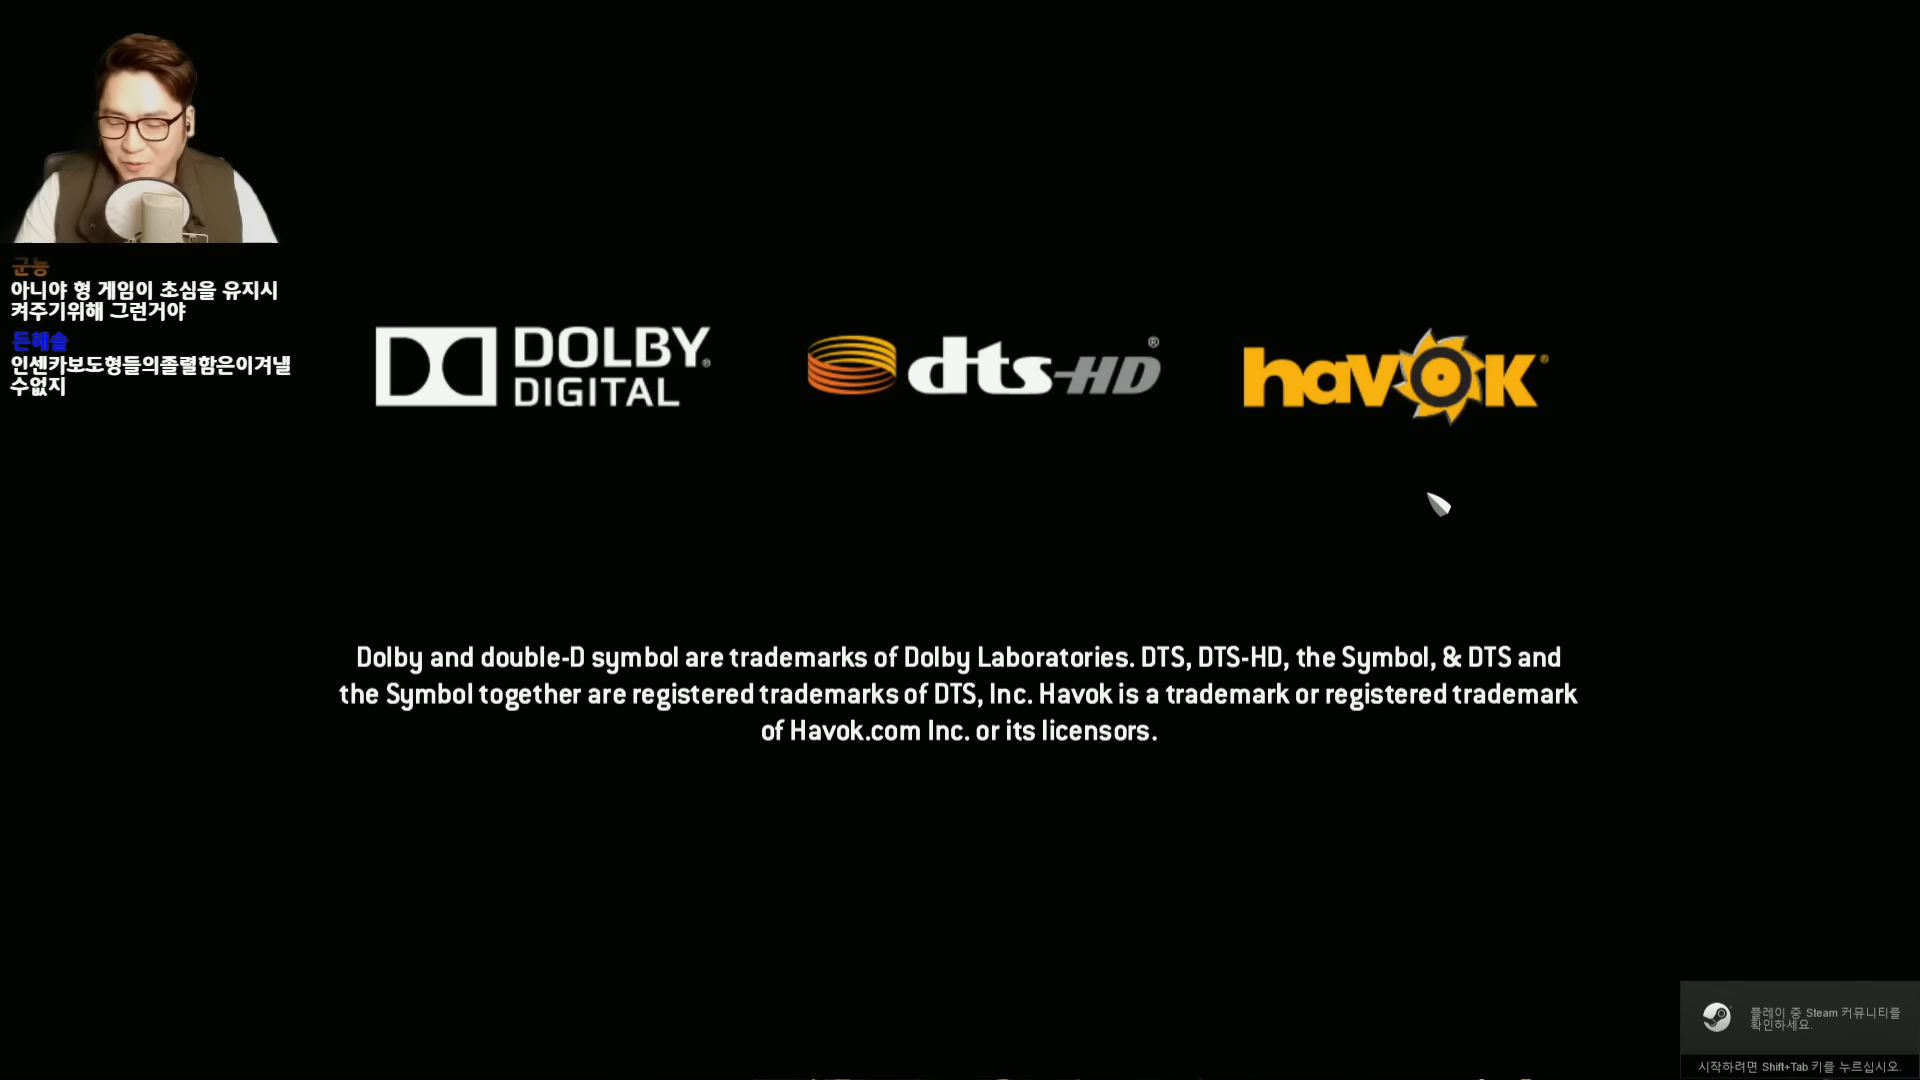 군뇽
아니야 형 게임이 초심을 유지시
켜주기위해 그런거야
든해솔
인센카보도형들의졸렬함은이겨낼
수없지
DOLBY®
DIGITAL
dts-HD®
havok®
Dolby and double-D symbol are trademarks of Dolby Laboratories. DTS, DTS-HD, the Symbol, & DTS and
the Symbol together are registered trademarks of DTS, Inc. Havok is a trademark or registered trademark
of Havok.com Inc. or its licensors.
플레이 중 Steam 커뮤니티를
확인하세요.
시작하려면 Shift+Tab 키를 누르십시오.